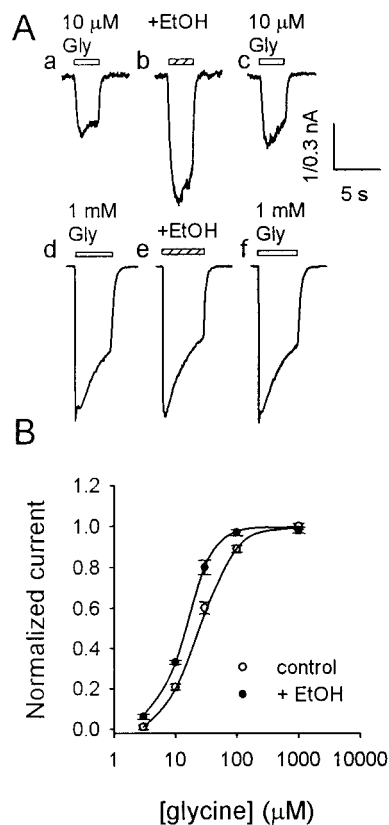 A
10 μM +EtOH 10 μM
Gly Gly
a b c
1/0.3 nA
5 s
1 mM 1 mM
Gly +EtOH Gly
d e f
B
Normalized current
1.2
1.0
0.8
0.6
0.4
0.2
0.0
control
+ EtOH
1 10 100 1000 10000
[glycine] (μM)